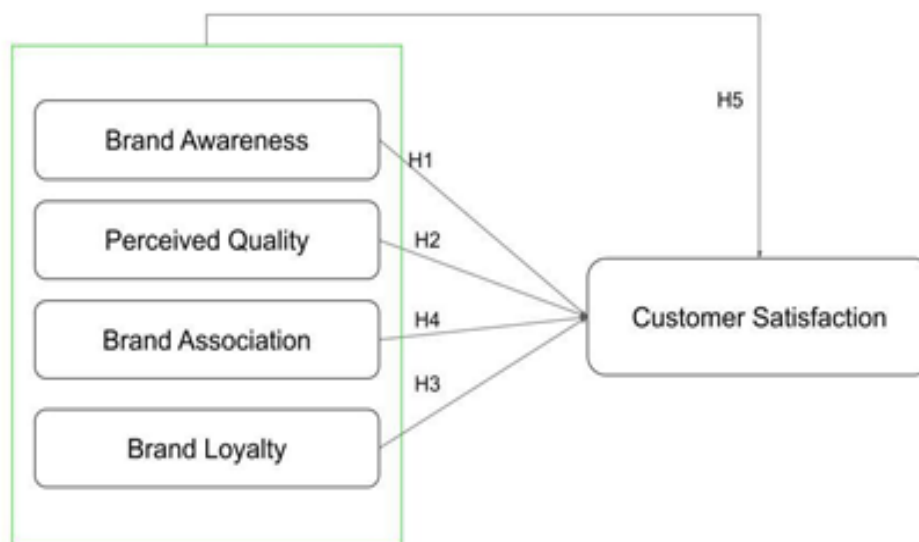 H5
Brand Awareness
H1
Perceived Quality
H2
Customer Satisfaction
Brand Association
H4
H3
Brand Loyalty